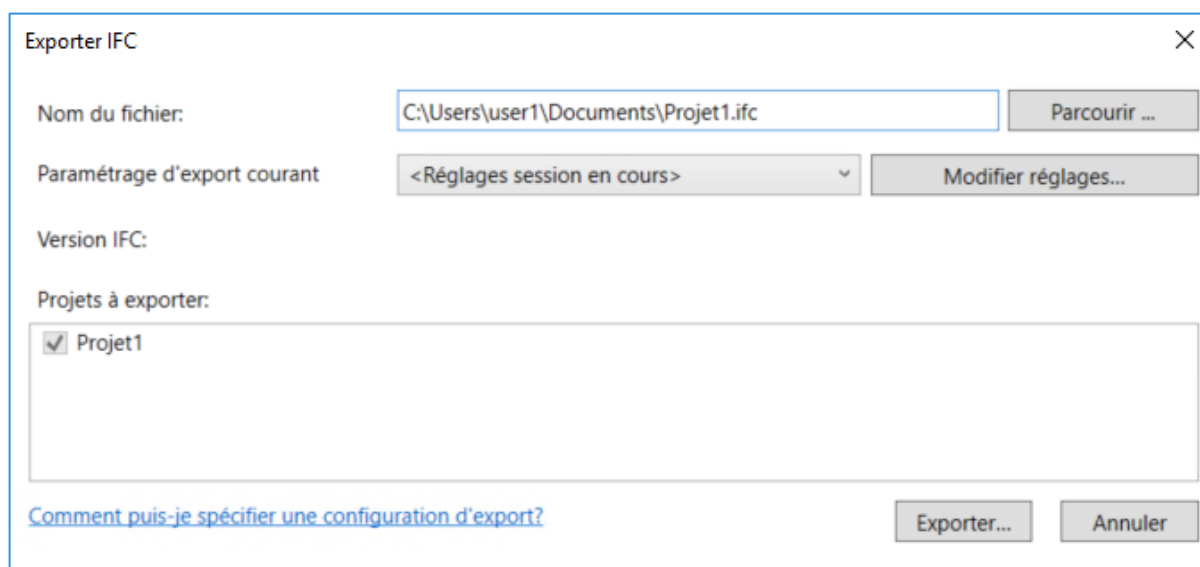 Exporter IFC
Nom du fichier: C:\Users\user1\Documents\Projet1.ifc Parcourir ...
Paramétrage d'export courant <Réglages session en cours> Modifier réglages...
Version IFC:
Projets à exporter:
Projet1
Comment puis-je spécifier une configuration d'export? Exporter... Annuler